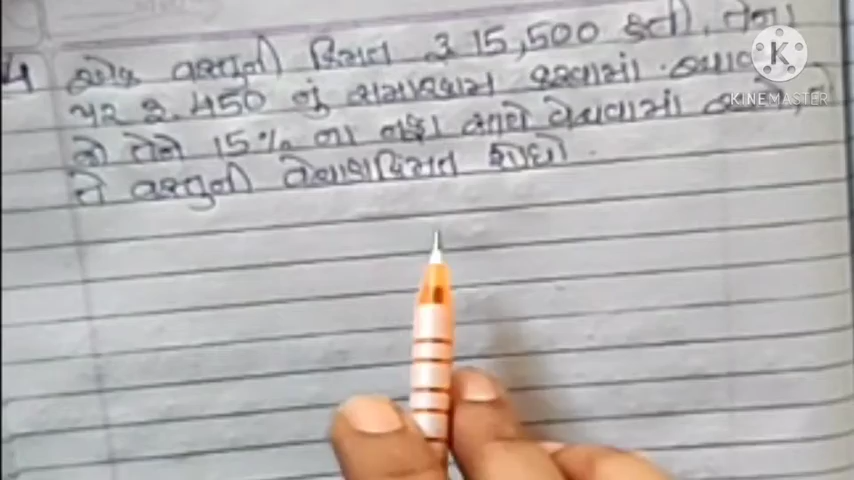 4 એક વસ્તુની કિંમત રૂ 15,500 હતી. તેના
પર રૂ. 450 નું સમારકામ કરવામાં આવ્યું
જો તેને 15% ના નફા સાથે વેચવામાં આવે,
તે વસ્તુની વેચાણકિંમત શોધો.
K
KINEMASTER